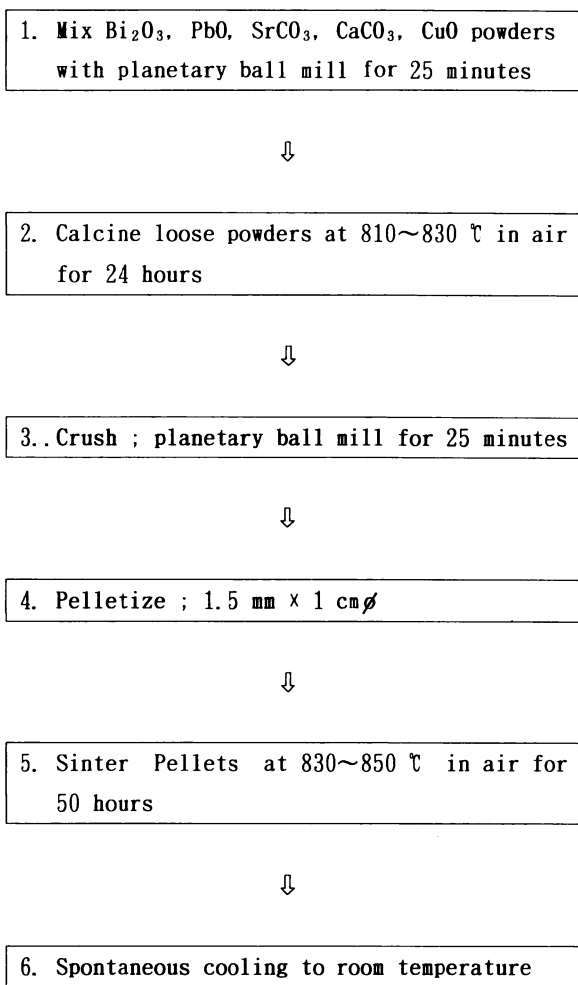 1. Mix Bi₂O₃, PbO, SrCO₃, CaCO₃, CuO powders
with planetary ball mill for 25 minutes
⇩
2. Calcine loose powders at 810~830 ℃ in air
for 24 hours
⇩
3..Crush ; planetary ball mill for 25 minutes
⇩
4. Pelletize ; 1.5 mm × 1 cmø
⇩
5. Sinter Pellets at 830~850 ℃ in air for
50 hours
⇩
6. Spontaneous cooling to room temperature